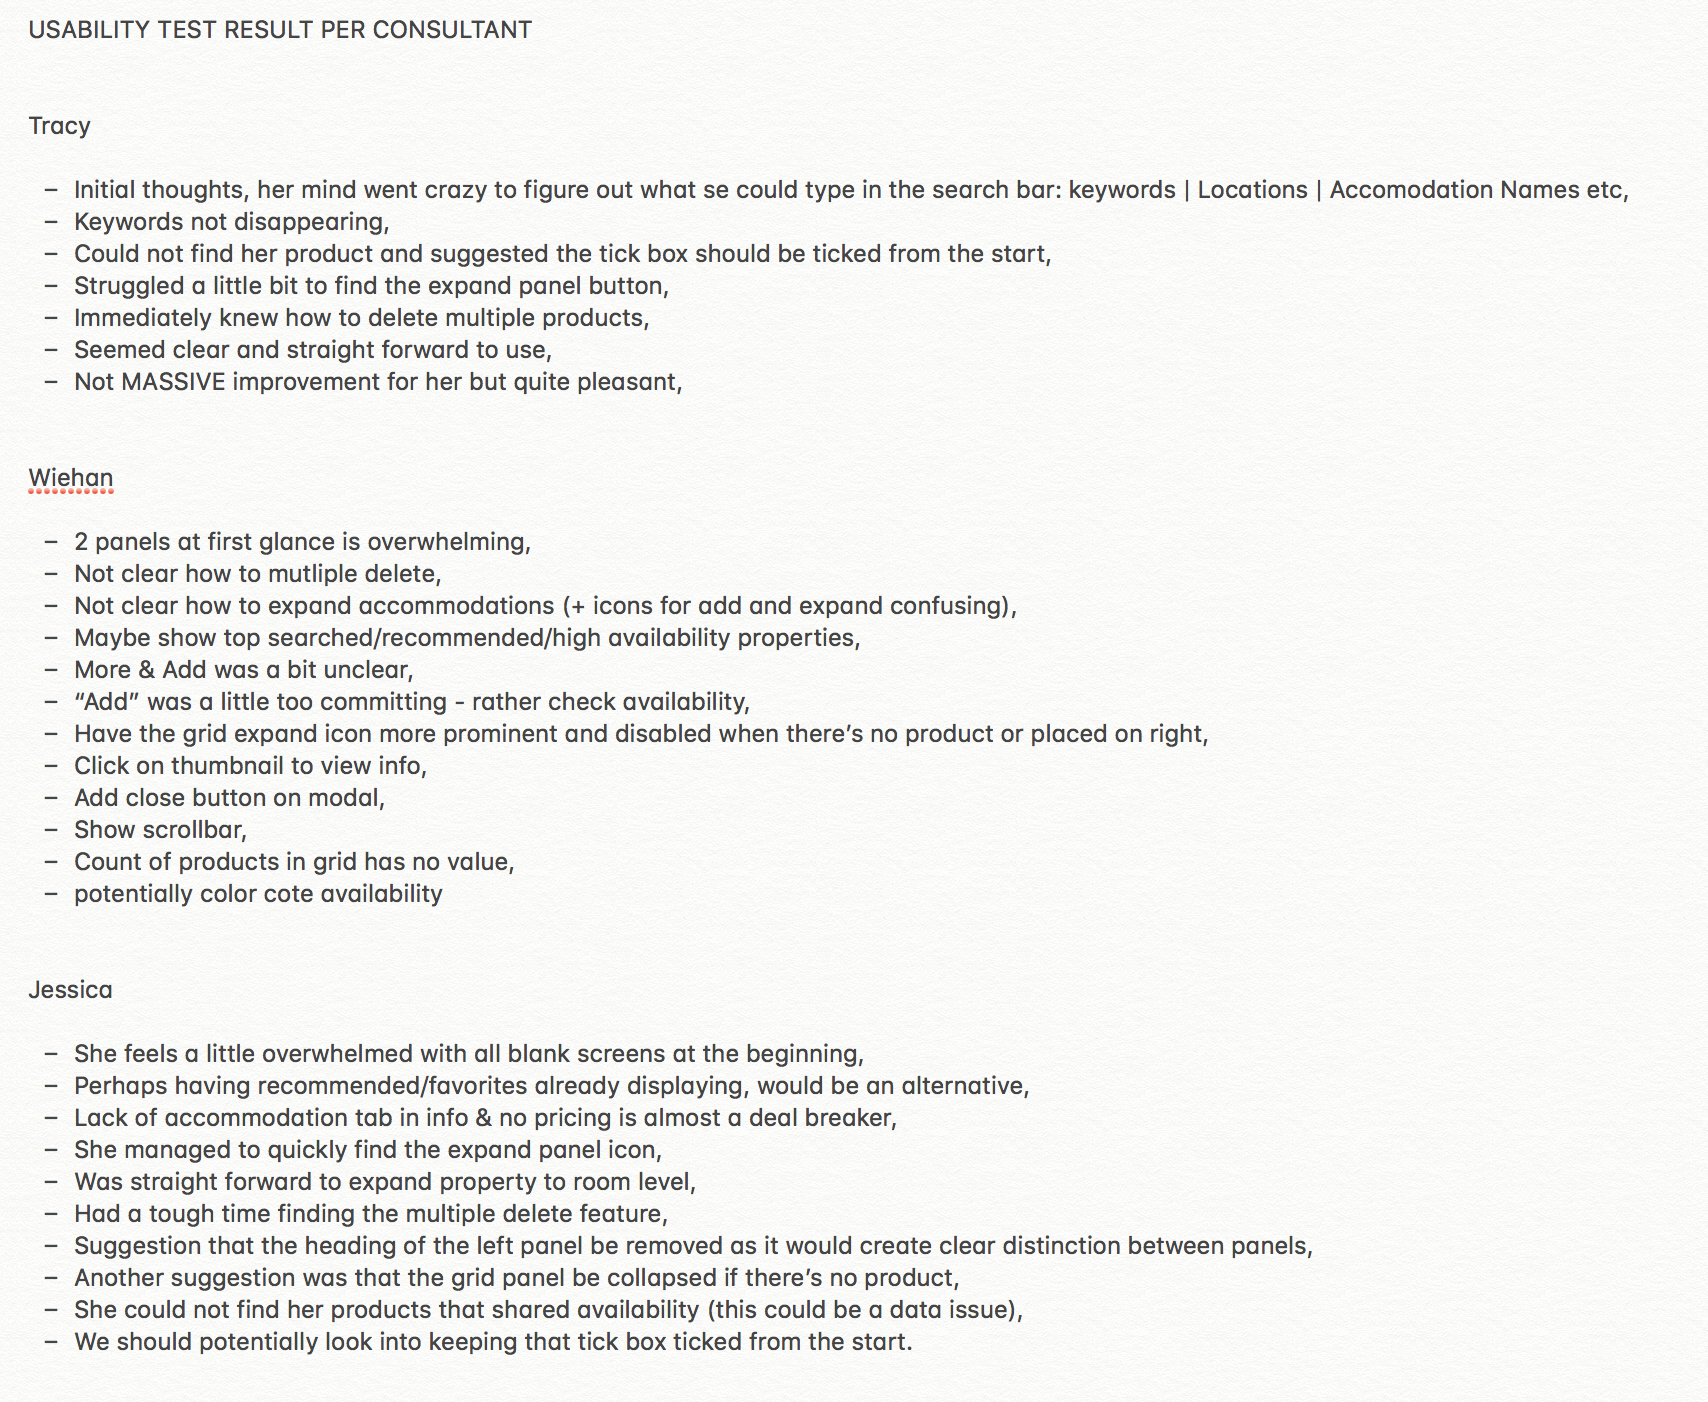 USABILITY TEST RESULT PER CONSULTANT
Tracy
– Initial thoughts, her mind went crazy to figure out what se could type in the search bar: keywords | Locations | Accomodation Names etc,
– Keywords not disappearing,
– Could not find her product and suggested the tick box should be ticked from the start,
– Struggled a little bit to find the expand panel button,
– Immediately knew how to delete multiple products,
– Seemed clear and straight forward to use,
– Not MASSIVE improvement for her but quite pleasant,
Wiehan
– 2 panels at first glance is overwhelming,
– Not clear how to mutliple delete,
– Not clear how to expand accommodations (+ icons for add and expand confusing),
– Maybe show top searched/recommended/high availability properties,
– More & Add was a bit unclear,
– “Add” was a little too committing - rather check availability,
– Have the grid expand icon more prominent and disabled when there’s no product or placed on right,
– Click on thumbnail to view info,
– Add close button on modal,
– Show scrollbar,
– Count of products in grid has no value,
– potentially color cote availability
Jessica
– She feels a little overwhelmed with all blank screens at the beginning,
– Perhaps having recommended/favorites already displaying, would be an alternative,
– Lack of accommodation tab in info & no pricing is almost a deal breaker,
– She managed to quickly find the expand panel icon,
– Was straight forward to expand property to room level,
– Had a tough time finding the multiple delete feature,
– Suggestion that the heading of the left panel be removed as it would create clear distinction between panels,
– Another suggestion was that the grid panel be collapsed if there’s no product,
– She could not find her products that shared availability (this could be a data issue),
– We should potentially look into keeping that tick box ticked from the start.